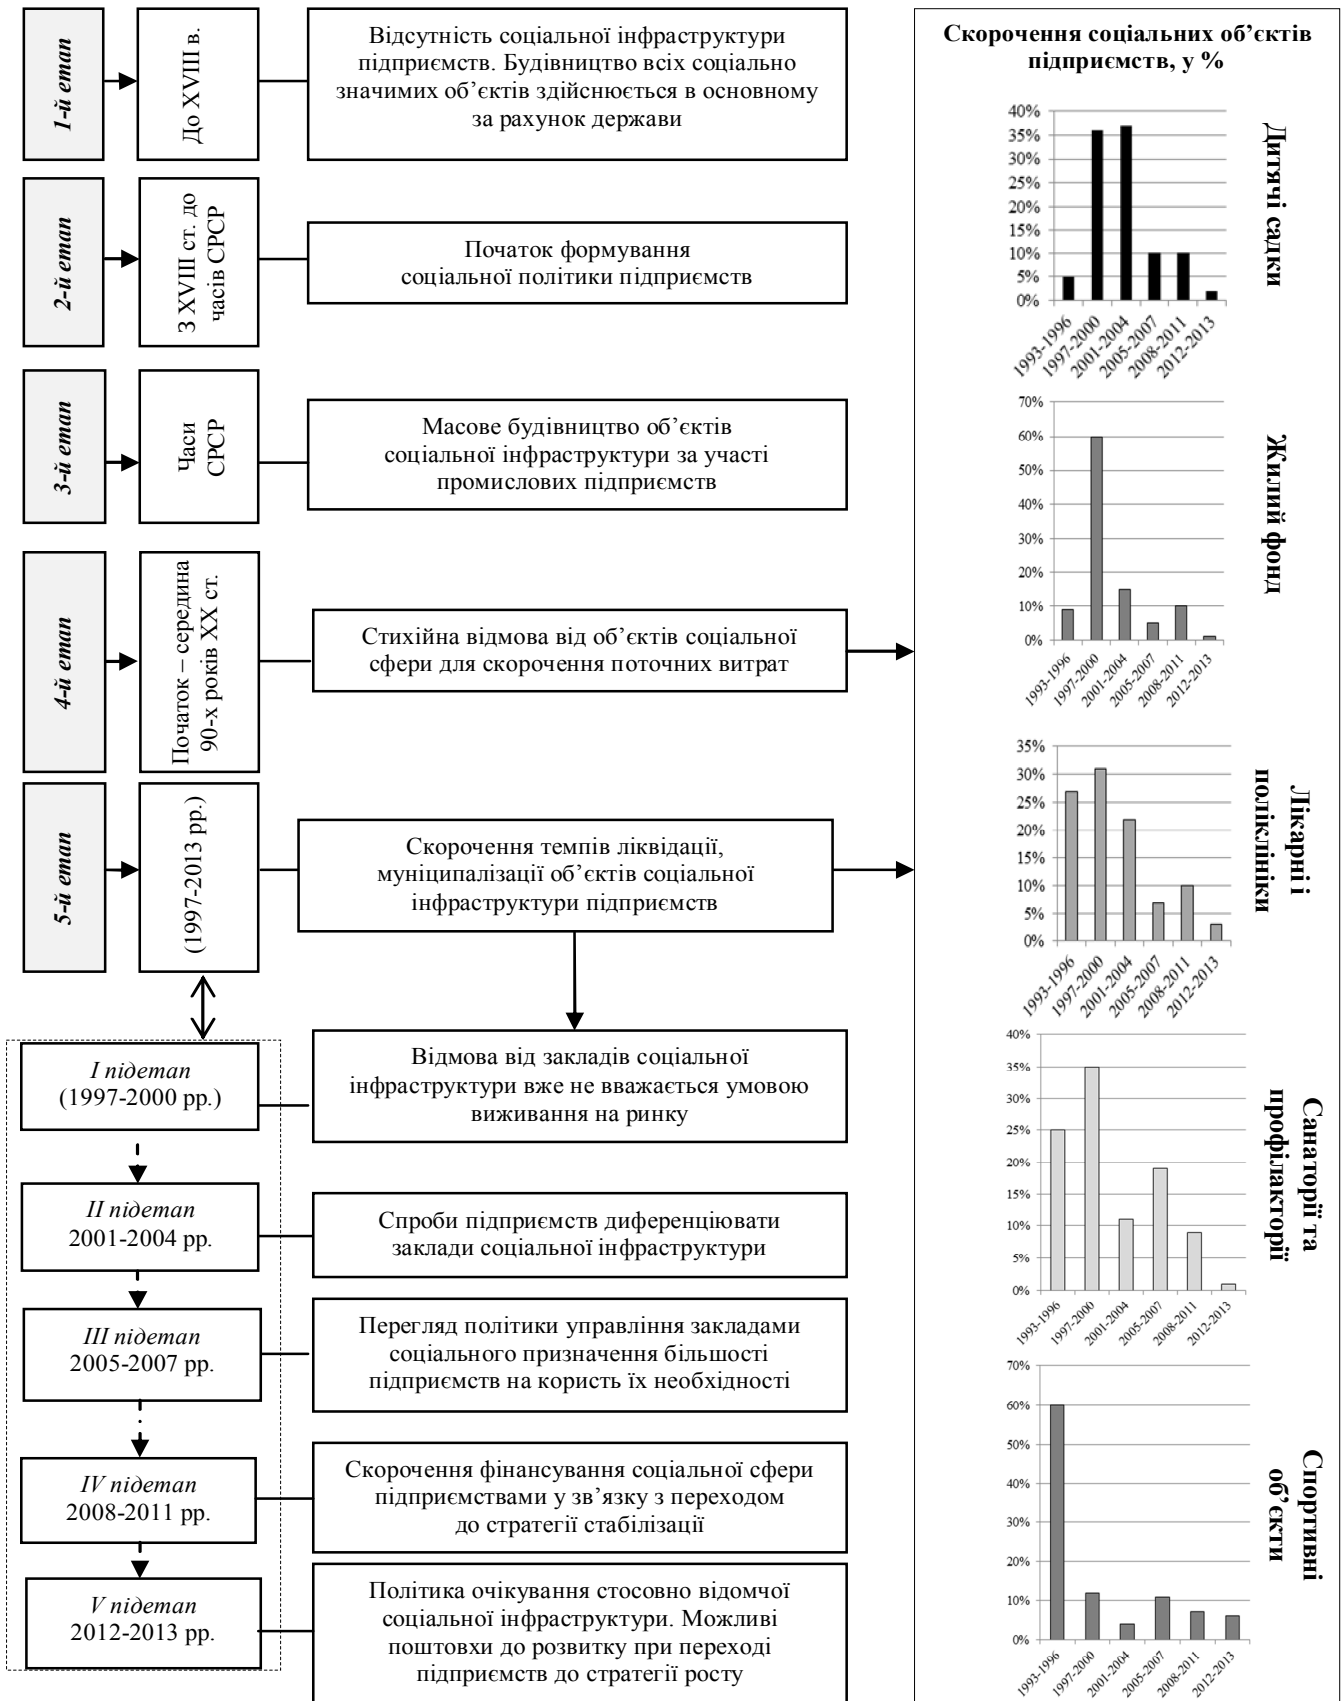 1-й етап
До XVIII в.
Відсутність соціальної інфраструктури
підприємств. Будівництво всіх соціально
значимих об’єктів здійснюється в основному
за рахунок держави
2-й етап
З XVIII ст. до
часів СРСР
Початок формування
соціальної політики підприємств
3-й етап
Часи
СРСР
Масове будівництво об’єктів
соціальної інфраструктури за участі
промислових підприємств
4-й етап
Початок – середина
90-х років XX ст.
Стихійна відмова від об’єктів соціальної
сфери для скорочення поточних витрат
5-й етап
(1997-2013 рр.)
Скорочення темпів ліквідації,
муніципалізації об’єктів соціальної
інфраструктури підприємств
I підетап
(1997-2000 рр.)
Відмова від закладів соціальної
інфраструктури вже не вважається умовою
виживання на ринку
II підетап
2001-2004 рр.
Спроби підприємств диференціювати
заклади соціальної інфраструктури
III підетап
2005-2007 рр.
Перегляд політики управління закладами
соціального призначення більшості
підприємств на користь їх необхідності
IV підетап
2008-2011 рр.
Скорочення фінансування соціальної сфери
підприємствами у зв’язку з переходом
до стратегії стабілізації
V підетап
2012-2013 рр.
Політика очікування стосовно відомчої
соціальної інфраструктури. Можливі
поштовхи до розвитку при переході
підприємств до стратегії росту
Скорочення соціальних об’єктів
підприємств, у %
40%
35%
30%
25%
20%
15%
10%
5%
0%
1993-1996
1997-2000
2001-2004
2005-2007
2008-2011
2012-2013
Дитячі садки
70%
60%
50%
40%
30%
20%
10%
0%
1993-1996
1997-2000
2001-2004
2005-2007
2008-2011
2012-2013
Жилий фонд
35%
30%
25%
20%
15%
10%
5%
0%
1993-1996
1997-2000
2001-2004
2005-2007
2008-2011
2012-2013
Лікарні і
поліклініки
40%
35%
30%
25%
20%
15%
10%
5%
0%
1993-1996
1997-2000
2001-2004
2005-2007
2008-2011
2012-2013
Санаторії та
профілакторії
70%
60%
50%
40%
30%
20%
10%
0%
1993-1996
1997-2000
2001-2004
2005-2007
2008-2011
2012-2013
Спортивні
об’єкти